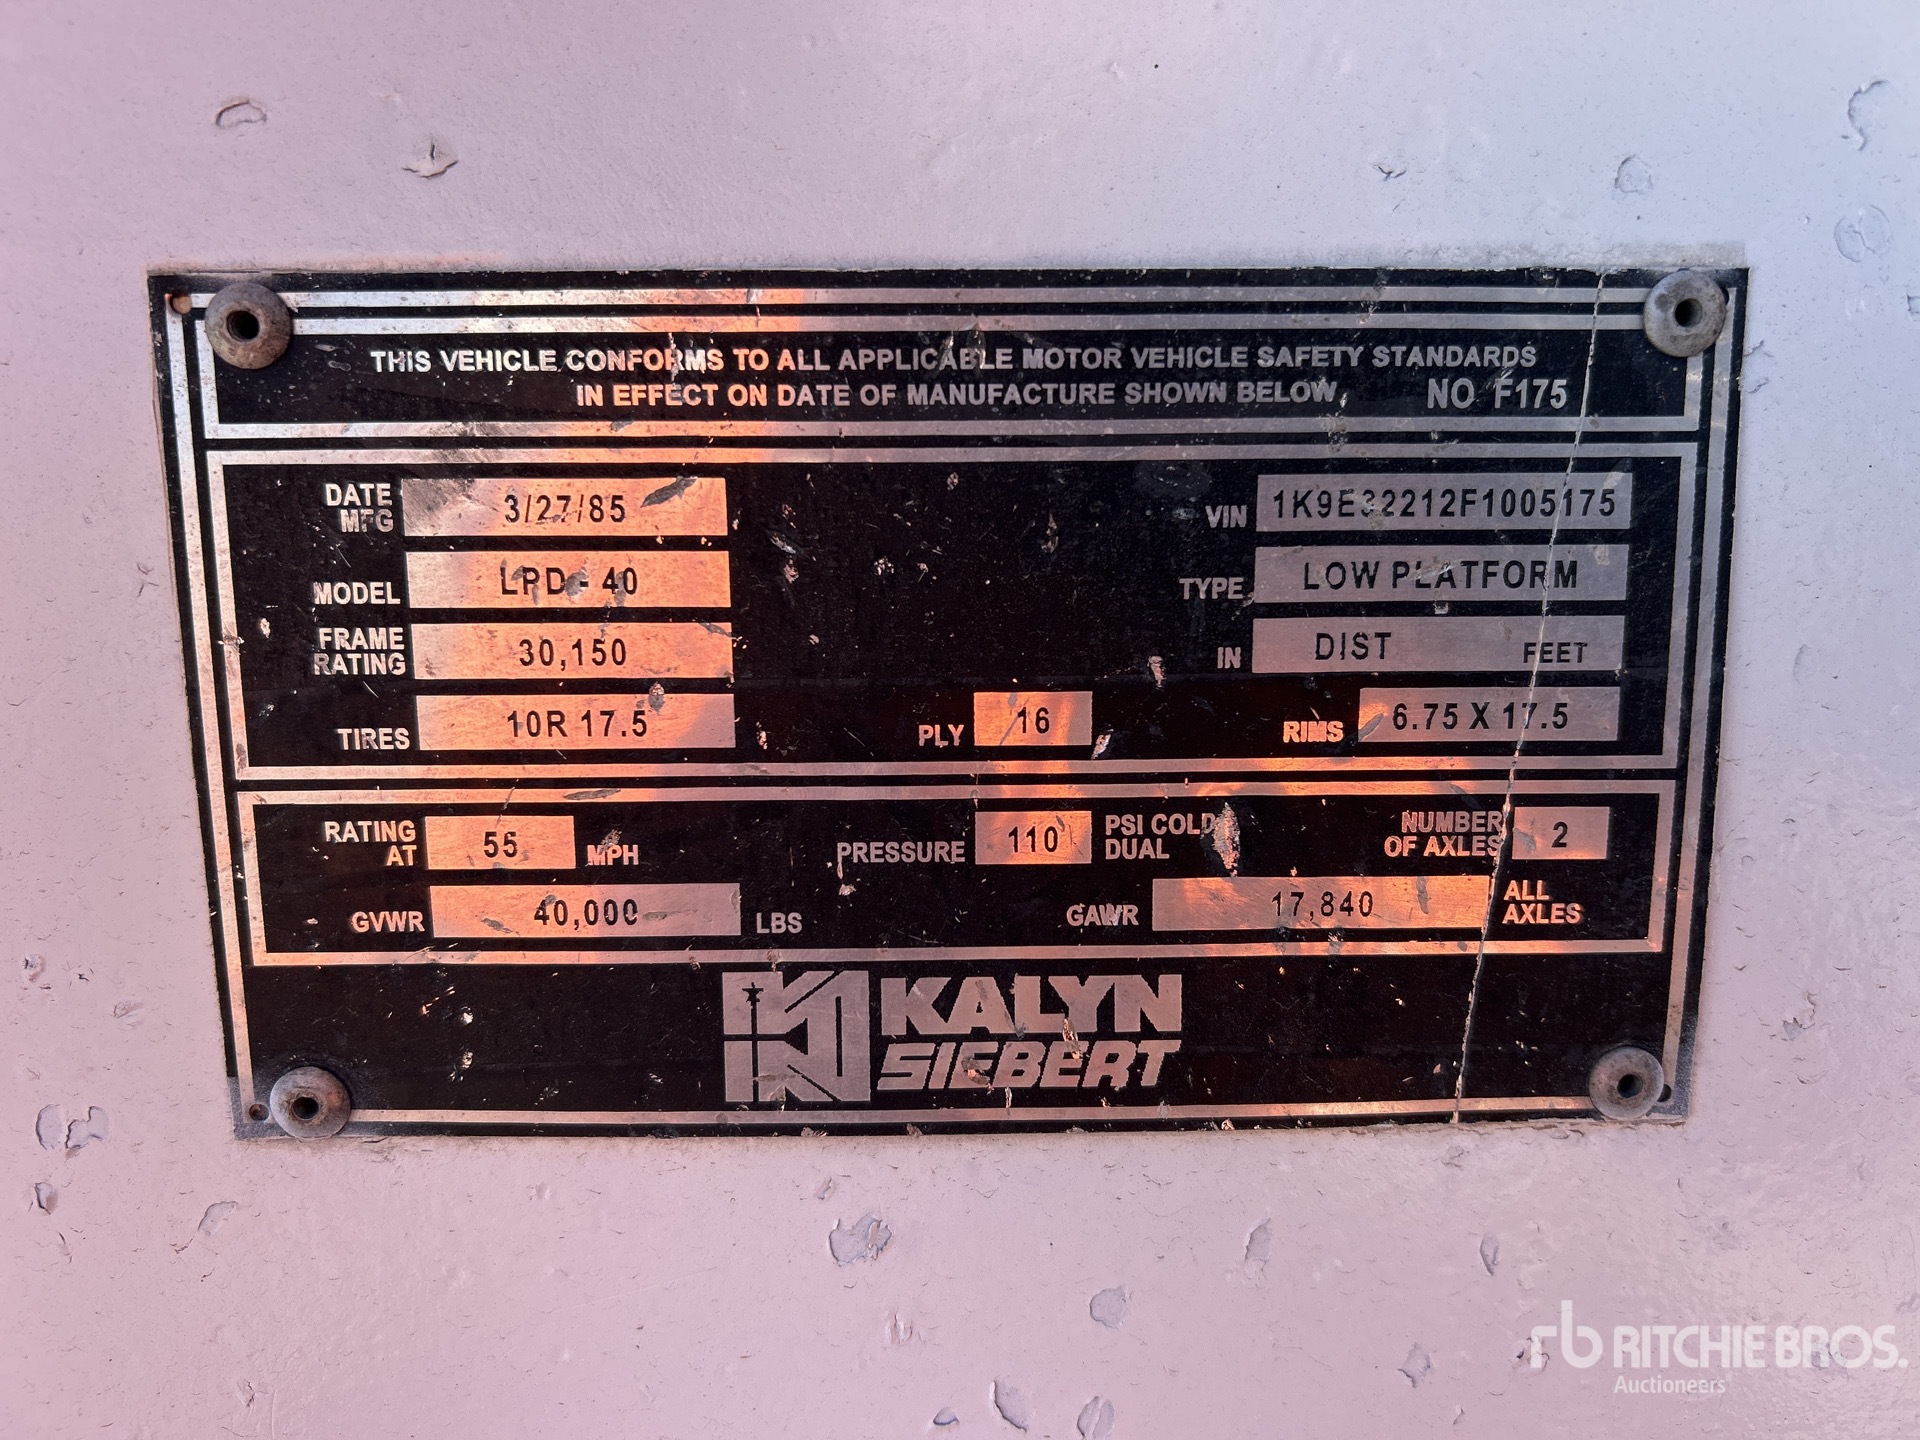 THIS VEHICLE CONFORMS TO ALL APPLICABLE MOTOR VEHICLE SAFETY STANDARDS
IN EFFECT ON DATE OF MANUFACTURE SHOWN BELOW. NO F175
DATE MFG 3/27/85 VIN 1K9E32212F1005175
MODEL LPD-40 TYPE LOW PLATFORM
FRAME RATING 30,150 IN DIST FEET
TIRES 10R 17.5 PLY 16 RIMS 6.75 X 17.5
RATING AT 55 MPH PRESSURE 110 PSI COLD DUAL NUMBER OF AXLES 2
GVWR 40,000 LBS GAWR 17,840 ALL AXLES
KALYN
SIEBERT
rb RITCHIE BROS.
Auctioneers